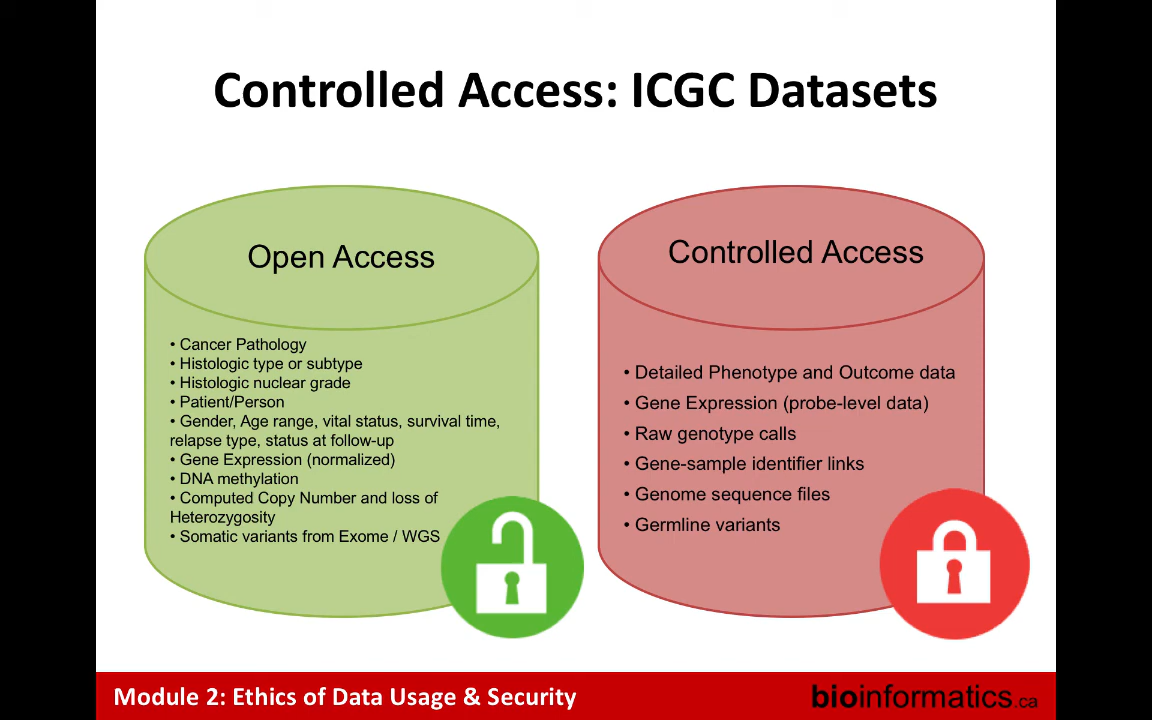 Controlled Access: ICGC Datasets
Open Access
• Cancer Pathology
• Histologic type or subtype
• Histologic nuclear grade
• Patient/Person
• Gender, Age range, vital status, survival time,
relapse type, status at follow-up
• Gene Expression (normalized)
• DNA methylation
• Computed Copy Number and loss of
Heterozygosity
• Somatic variants from Exome / WGS
Controlled Access
• Detailed Phenotype and Outcome data
• Gene Expression (probe-level data)
• Raw genotype calls
• Gene-sample identifier links
• Genome sequence files
• Germline variants
Module 2: Ethics of Data Usage & Security
bioinformatics.ca